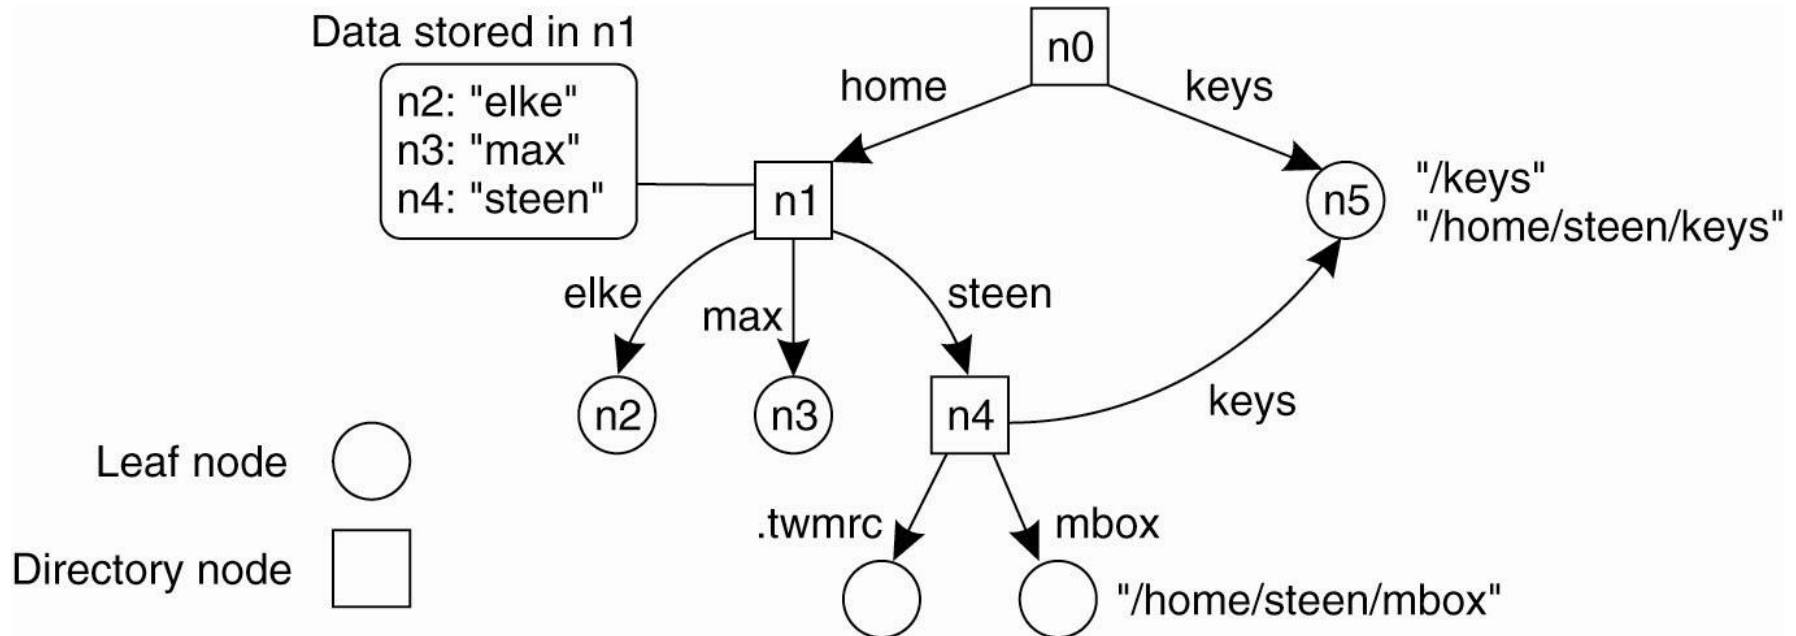 Data stored in n1
n0
home
keys
n2: "elke"
n3: "max"
n4: "steen"
n1
n5
"/keys"
"/home/steen/keys"
elke
max
steen
keys
n2
n3
n4
Leaf node
.twmrc
mbox
Directory node
"/home/steen/mbox"